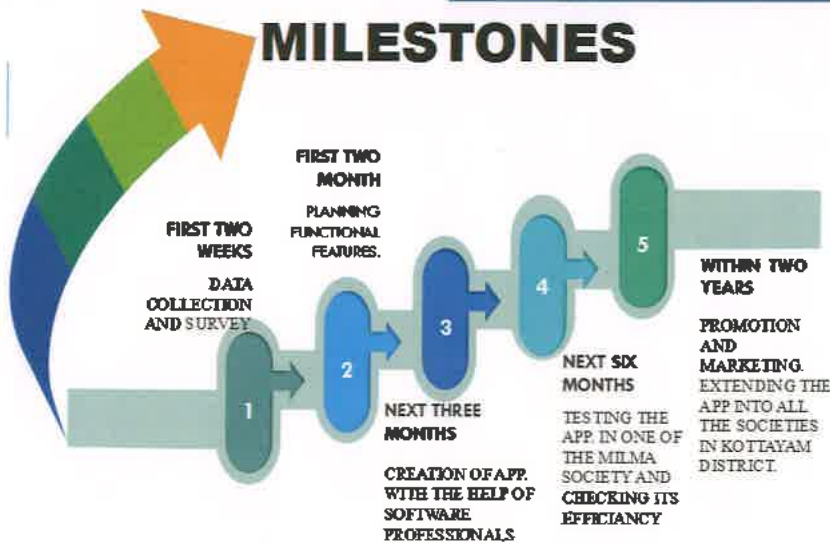 MILESTONES
FIRST TWO
WEEKS
DATA
COLLECTION
AND SURVEY
1
FIRST TWO
MONTH
PLANNING
FUNCTIONAL
FEATURES.
2
3
NEXT THREE
MONTHS
CREATION OF APP.
WITH THE HELP OF
SOFTWARE
PROFESSIONALS
4
NEXT SIX
MONTHS
TESTING THE
APP. IN ONE OF
THE MILMA
SOCIETY AND
CHECKING ITS
EFFICIANCY
5
WITHIN TWO
YEARS
PROMOTION
AND
MARKETING.
EXTENDING THE
APP INTO ALL
THE SOCIETIES
IN KOTTAYAM
DISTRICT.